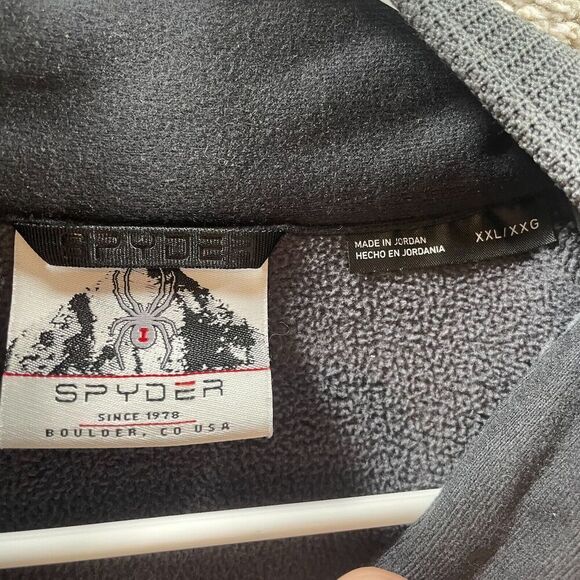 SPYDER
I
SPYDER
SINCE 1978
BOULDER, CO USA
MADE IN JORDAN
HECHO EN JORDANIA
XXL/XXG